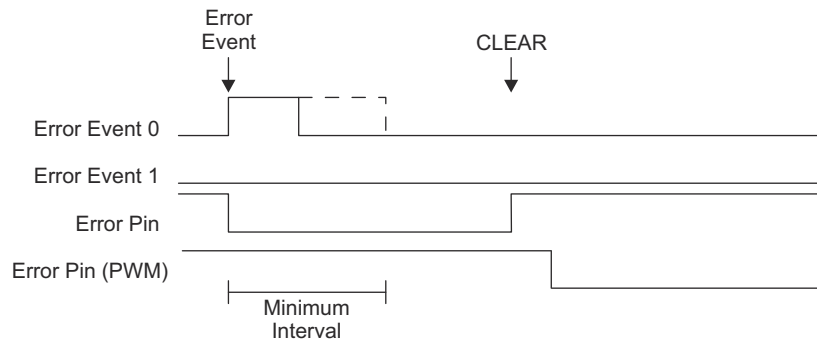 Error
Event
CLEAR
Error Event 0
Error Event 1
Error Pin
Error Pin (PWM)
Minimum
Interval